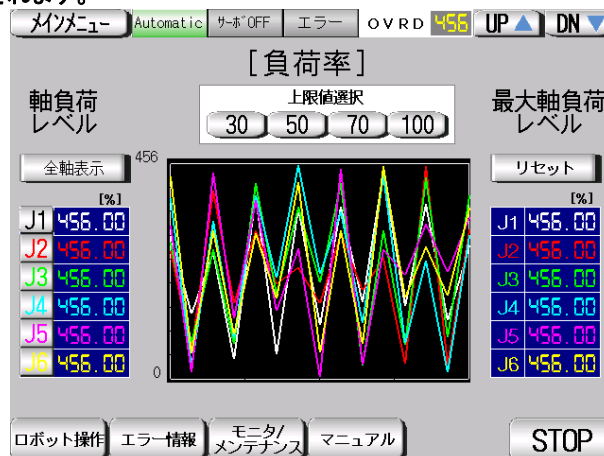 メインメニュー Automatic サーボOFF エラー OVRD 456 UP▲ DN▼
[負荷率]
軸負荷
レベル
上限値選択
30 50 70 100
最大軸負荷
レベル
全軸表示
456
リセット
[%]
[%]
J1 456.00
J2 456.00
J3 456.00
J4 456.00
J5 456.00
J6 456.00
0
J1 456.00
J2 456.00
J3 456.00
J4 456.00
J5 456.00
J6 456.00
ロボット操作 エラー情報 モニタ/
メンテナンス マニュアル STOP